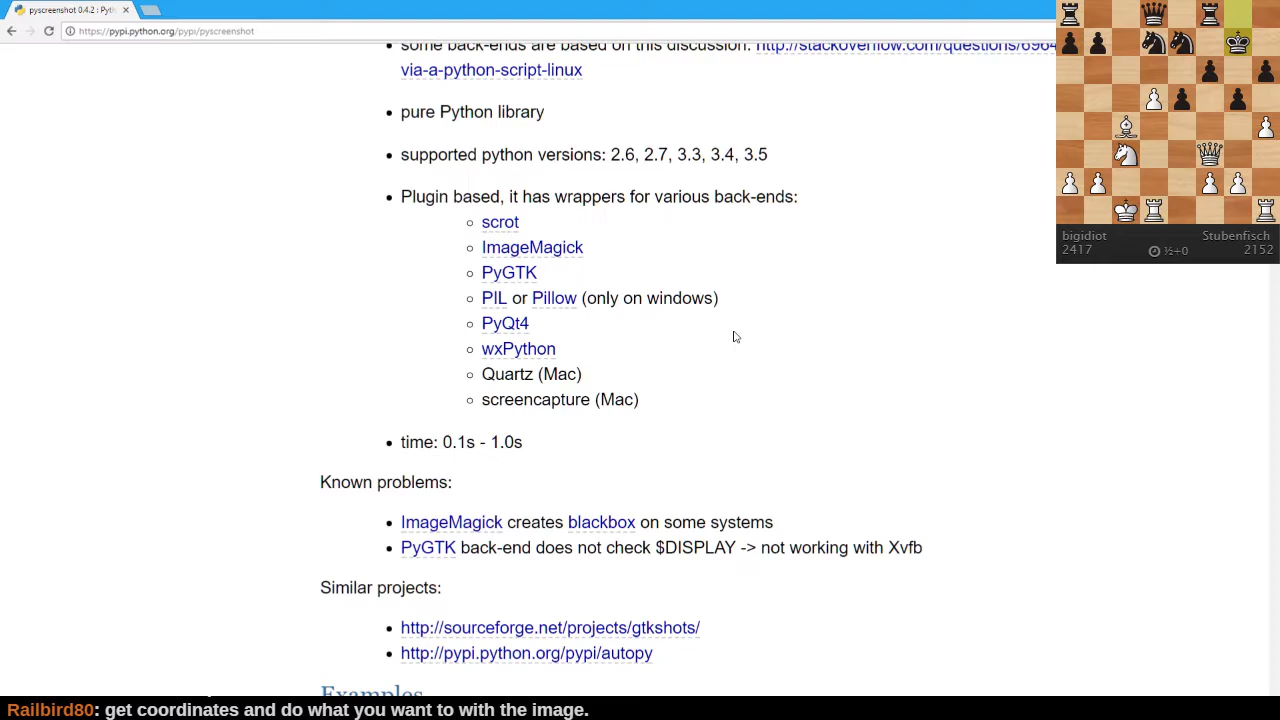 pyscreenshot 0.4.2 : Pyth
https://pypi.python.org/pypi/pyscreenshot
some back-ends are based on this discussion: http://stackoverflow.com/questions/6964
via-a-python-script-linux
pure Python library
supported python versions: 2.6, 2.7, 3.3, 3.4, 3.5
Plugin based, it has wrappers for various back-ends:
scrot
ImageMagick
PyGTK
PIL or Pillow (only on windows)
PyQt4
wxPython
Quartz (Mac)
screencapture (Mac)
time: 0.1s - 1.0s
Known problems:
ImageMagick creates blackbox on some systems
PyGTK back-end does not check $DISPLAY -> not working with Xvfb
Similar projects:
http://sourceforge.net/projects/gtkshots/
http://pypi.python.org/pypi/autopy
Examples
bigidiot Stubenfisch
2417 ½+0 2152
Railbird80: get coordinates and do what you want to with the image.